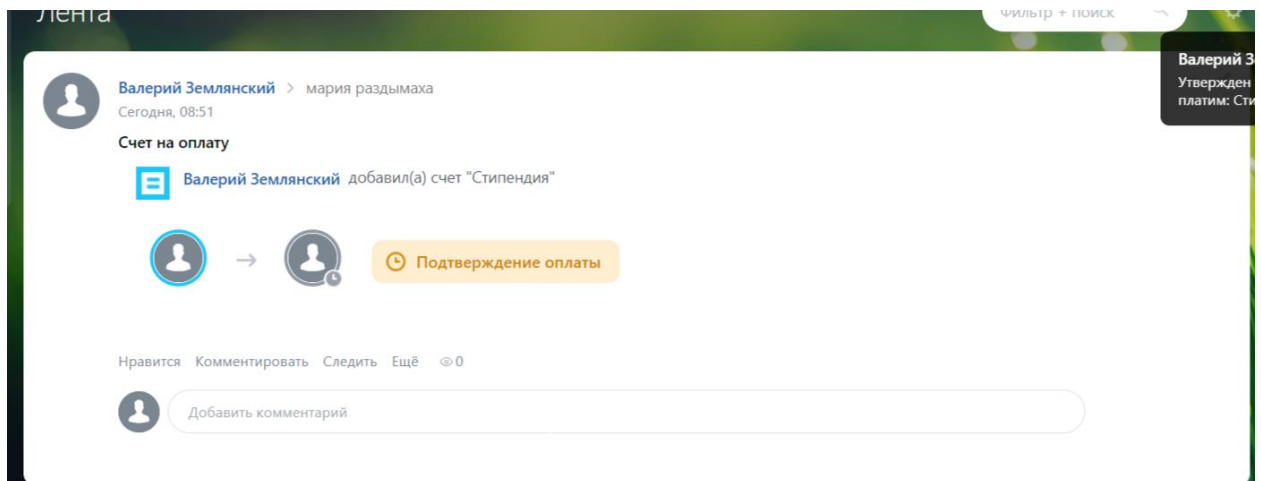 Лента
Фильтр + поиск
Валерий
Утвержден
платим:
Валерий Землянский > мария раздымаха
Сегодня, 08:51
Счет на оплату
Валерий Землянский добавил(а) счет "Стипендия"
Подтверждение оплаты
Нравится Комментировать Следить Ещё 0
Добавить комментарий